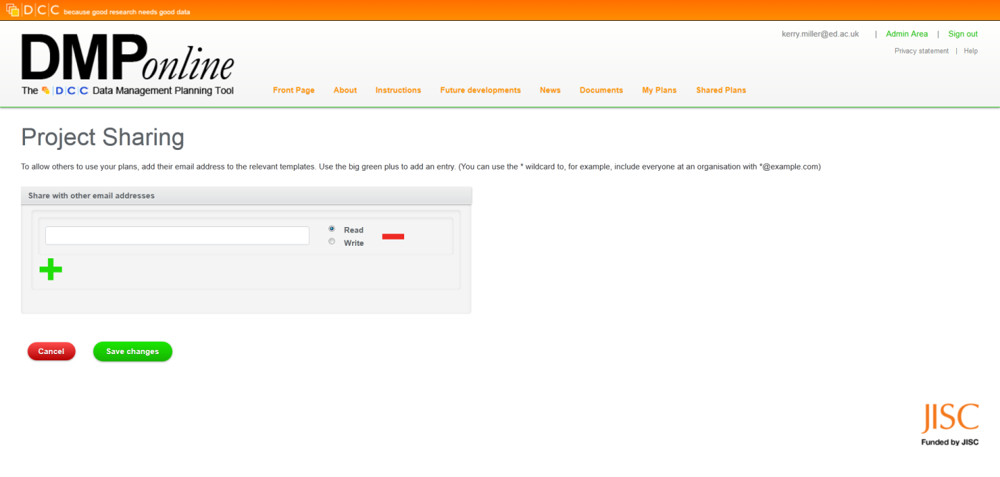 D|C|C because good research needs good data
kerry.miller@ed.ac.uk | Admin Area | Sign out
Privacy statement | Help
DMPonline
The D|C|C Data Management Planning Tool
Front Page About Instructions Future developments News Documents My Plans Shared Plans
Project Sharing
To allow others to use your plans, add their email address to the relevant templates. Use the big green plus to add an entry. (You can use the * wildcard to, for example, include everyone at an organisation with *@example.com)
Share with other email addresses
Read
Write
Cancel Save changes
JISC
Funded by JISC